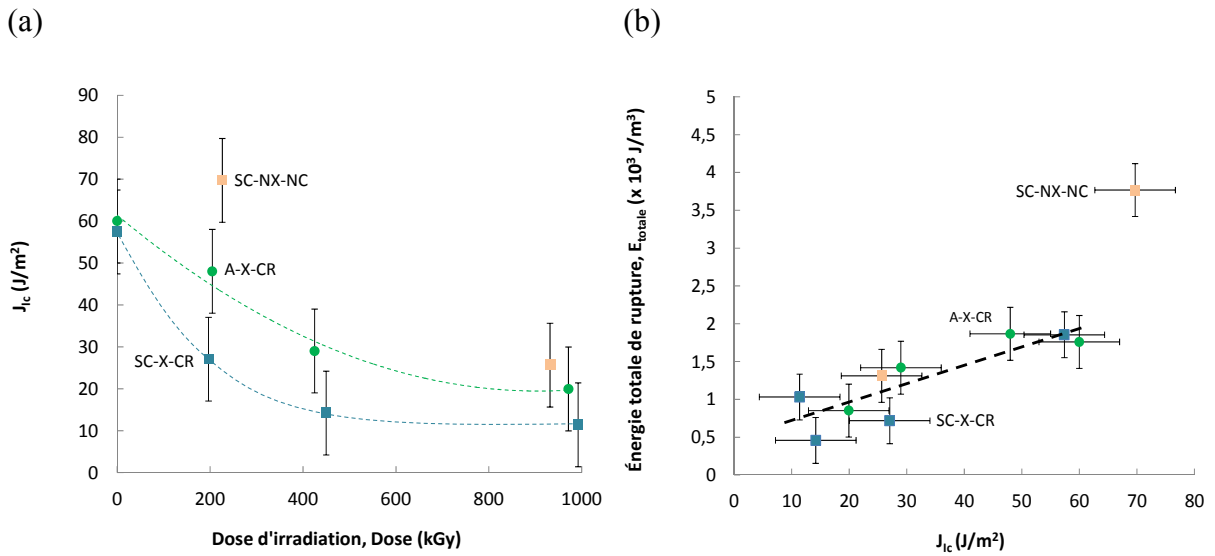 (a)
90
80
70
60
50
40
30
20
10
0
J_Ic (J/m²)
SC-NX-NC
A-X-CR
SC-X-CR
0 200 400 600 800 1000
Dose d'irradiation, Dose (kGy)
(b)
5
4,5
4
3,5
3
2,5
2
1,5
1
0,5
0
Énergie totale de rupture, E_totale (x 10³ J/m³)
SC-NX-NC
A-X-CR
SC-X-CR
0 10 20 30 40 50 60 70 80
J_Ic (J/m²)